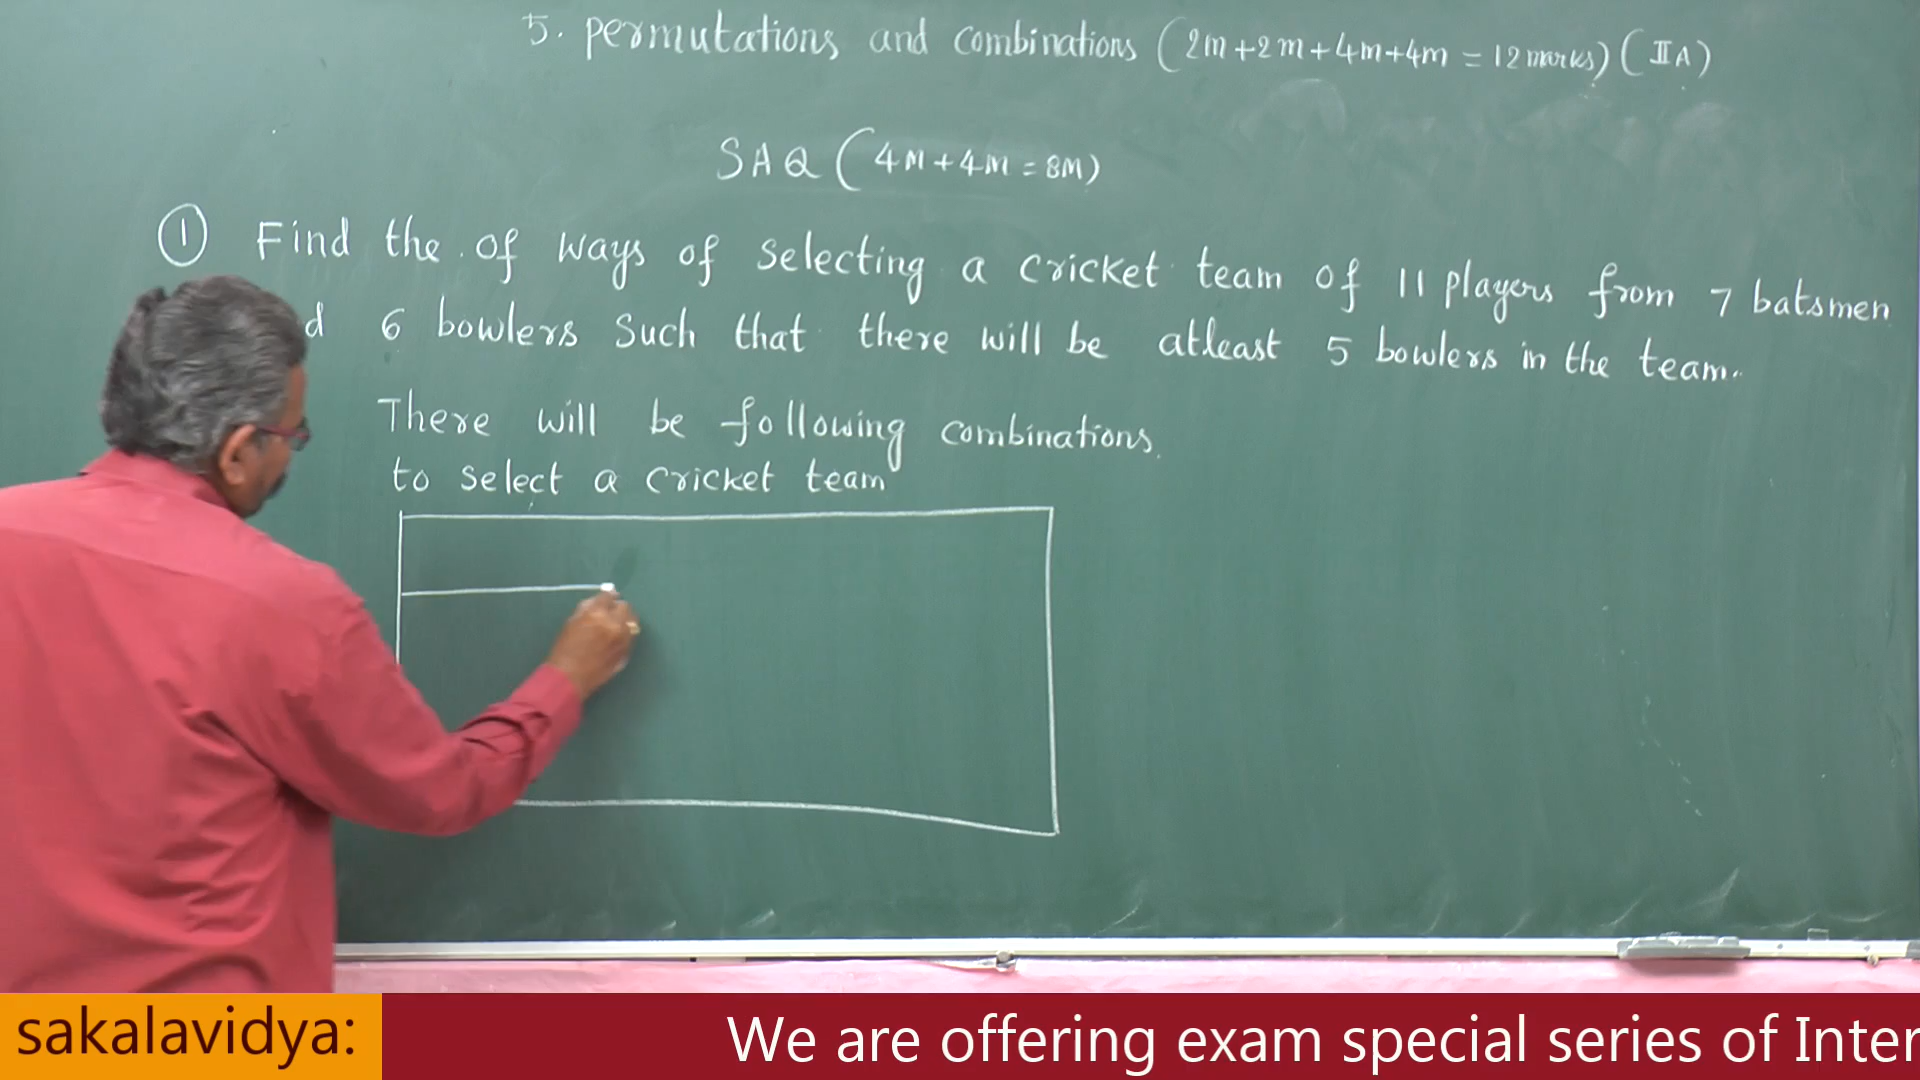 5. permutations and combinations (2m+2m+4m+4m = 12 marks) (II A)
SAQ (4M+4M = 8M)
① Find the of ways of selecting a cricket team of 11 players from 7 batsmen
d 6 bowlers Such that there will be atleast 5 bowlers in the team.
There will be following combinations.
to select a cricket team
sakalavidya: We are offering exam special series of Inter